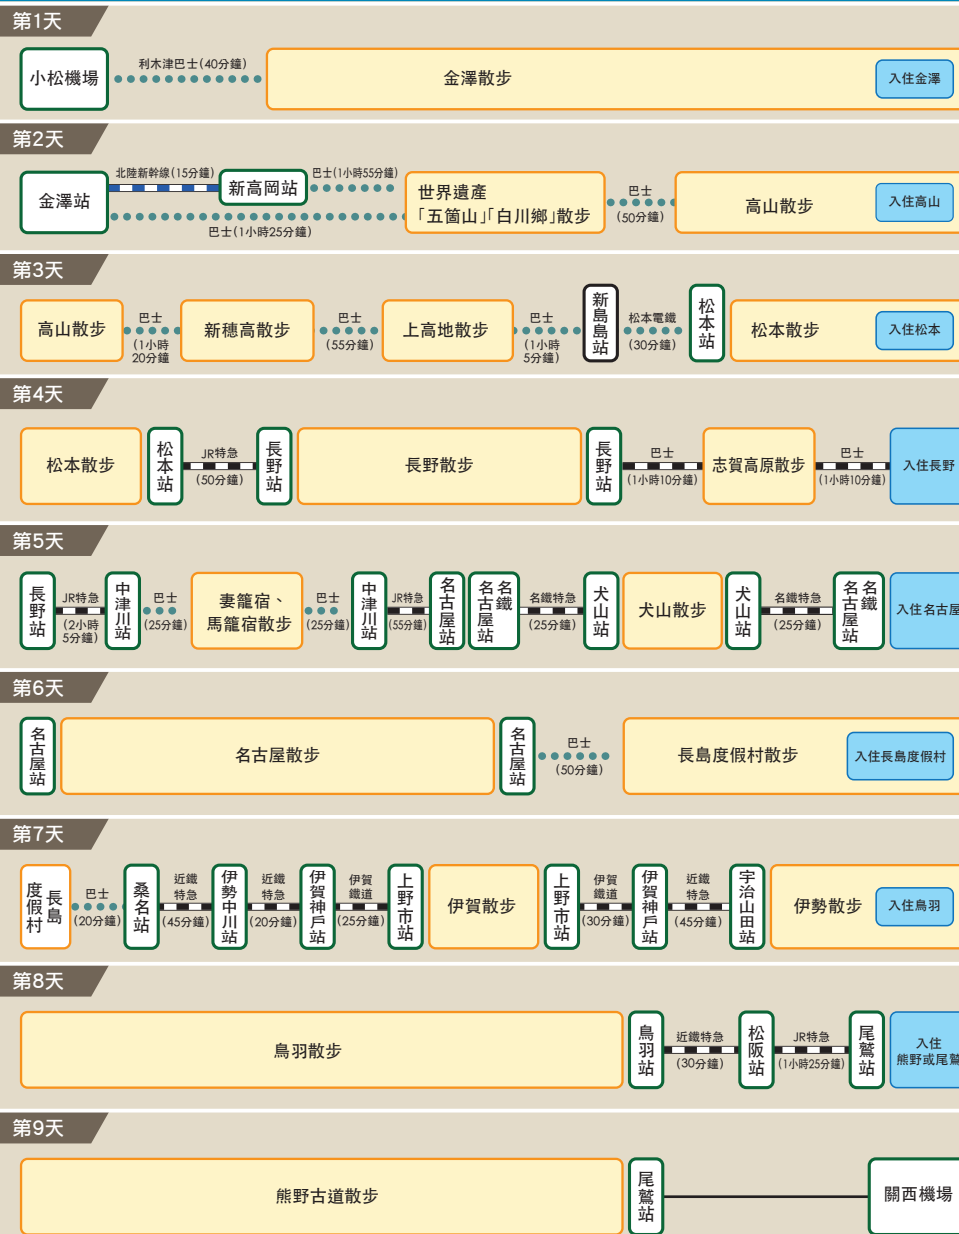 第1天
小松機場
利木津巴士(40分鐘)
金澤散步
入住金澤
第2天
金澤站
北陸新幹線(15分鐘)
新高岡站
巴士(1小時55分鐘)
巴士(1小時25分鐘)
世界遺產
「五箇山」「白川鄉」散步
巴士
(50分鐘)
高山散步
入住高山
第3天
高山散步
巴士
(1小時
20分鐘
新穗高散步
巴士
(55分鐘)
上高地散步
巴士
(1小時
5分鐘)
新島島站
松本電鐵
(30分鐘)
松本站
松本散步
入住松本
第4天
松本散步
松本站
JR特急
(50分鐘)
長野站
長野散步
長野站
巴士
(1小時10分鐘)
志賀高原散步
巴士
(1小時10分鐘)
入住長野
第5天
長野站
JR特急
(2小時
5分鐘)
中津川站
巴士
(25分鐘)
妻籠宿、
馬籠宿散步
巴士
(25分鐘)
中津川站
JR特急
(55分鐘)
名古屋站
名鐵
名古屋站
名鐵特急
(25分鐘)
犬山站
犬山散步
犬山站
名鐵特急
(25分鐘)
名鐵
名古屋站
入住名古屋
第6天
名古屋站
名古屋散步
名古屋站
巴士
(50分鐘)
長島度假村散步
入住長島度假村
第7天
長島
度假村
巴士
(20分鐘)
桑名站
近鐵
特急
(45分鐘)
伊勢中川站
近鐵
特急
(20分鐘)
伊賀神戶站
伊賀
鐵道
(25分鐘)
上野市站
伊賀散步
上野市站
伊賀
鐵道
(30分鐘)
伊賀神戶站
近鐵
特急
(45分鐘)
宇治山田站
伊勢散步
入住鳥羽
第8天
鳥羽散步
鳥羽站
近鐵特急
(30分鐘)
松阪站
JR特急
(1小時25分鐘)
尾鷲站
入住
熊野或尾鷲
第9天
熊野古道散步
尾鷲站
關西機場